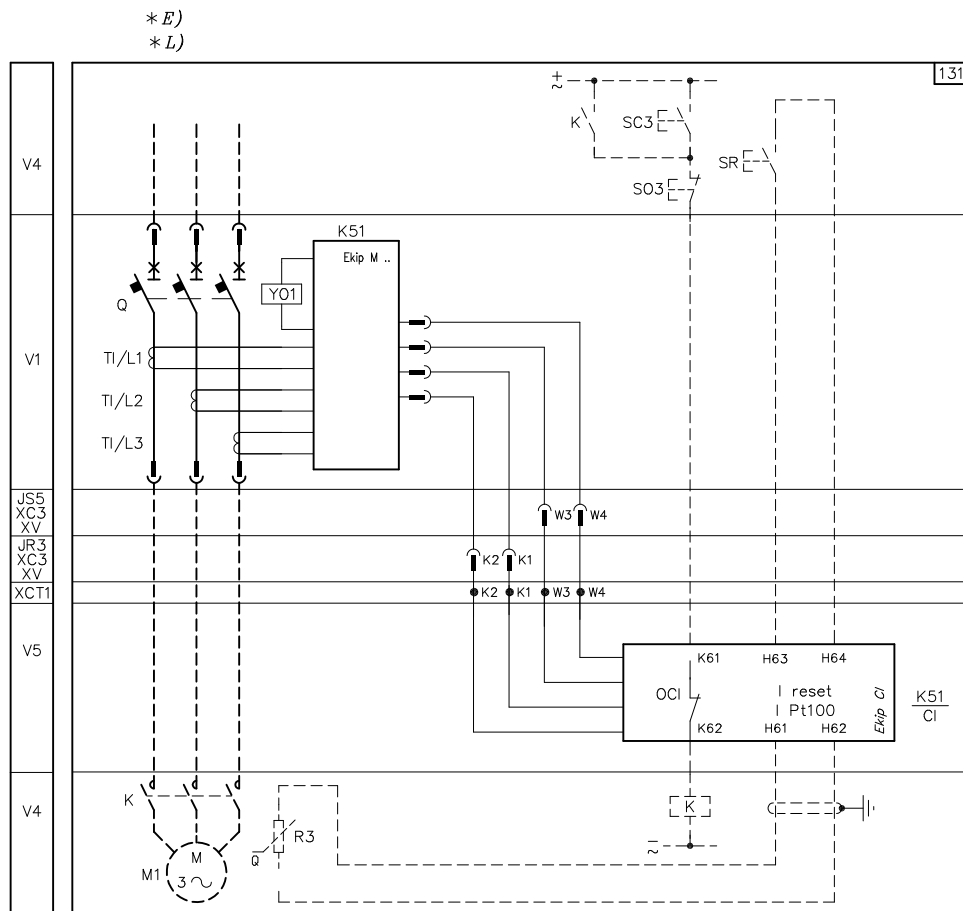 * E)
* L)
131
V4
K
SC3
SR
SO3
V1
K51
Ekip M ..
YO1
Q
TI/L1
TI/L2
TI/L3
JS5
XC3
XV
W3 W4
JR3
XC3
XV
K2 K1
XCT1
K2 K1 W3 W4
V5
K61 H63 H64
OCI
I reset
I Pt100
K62 H61 H62
Ekip CI
K51
CI
V4
K
K
R3
Q
M1
M
3